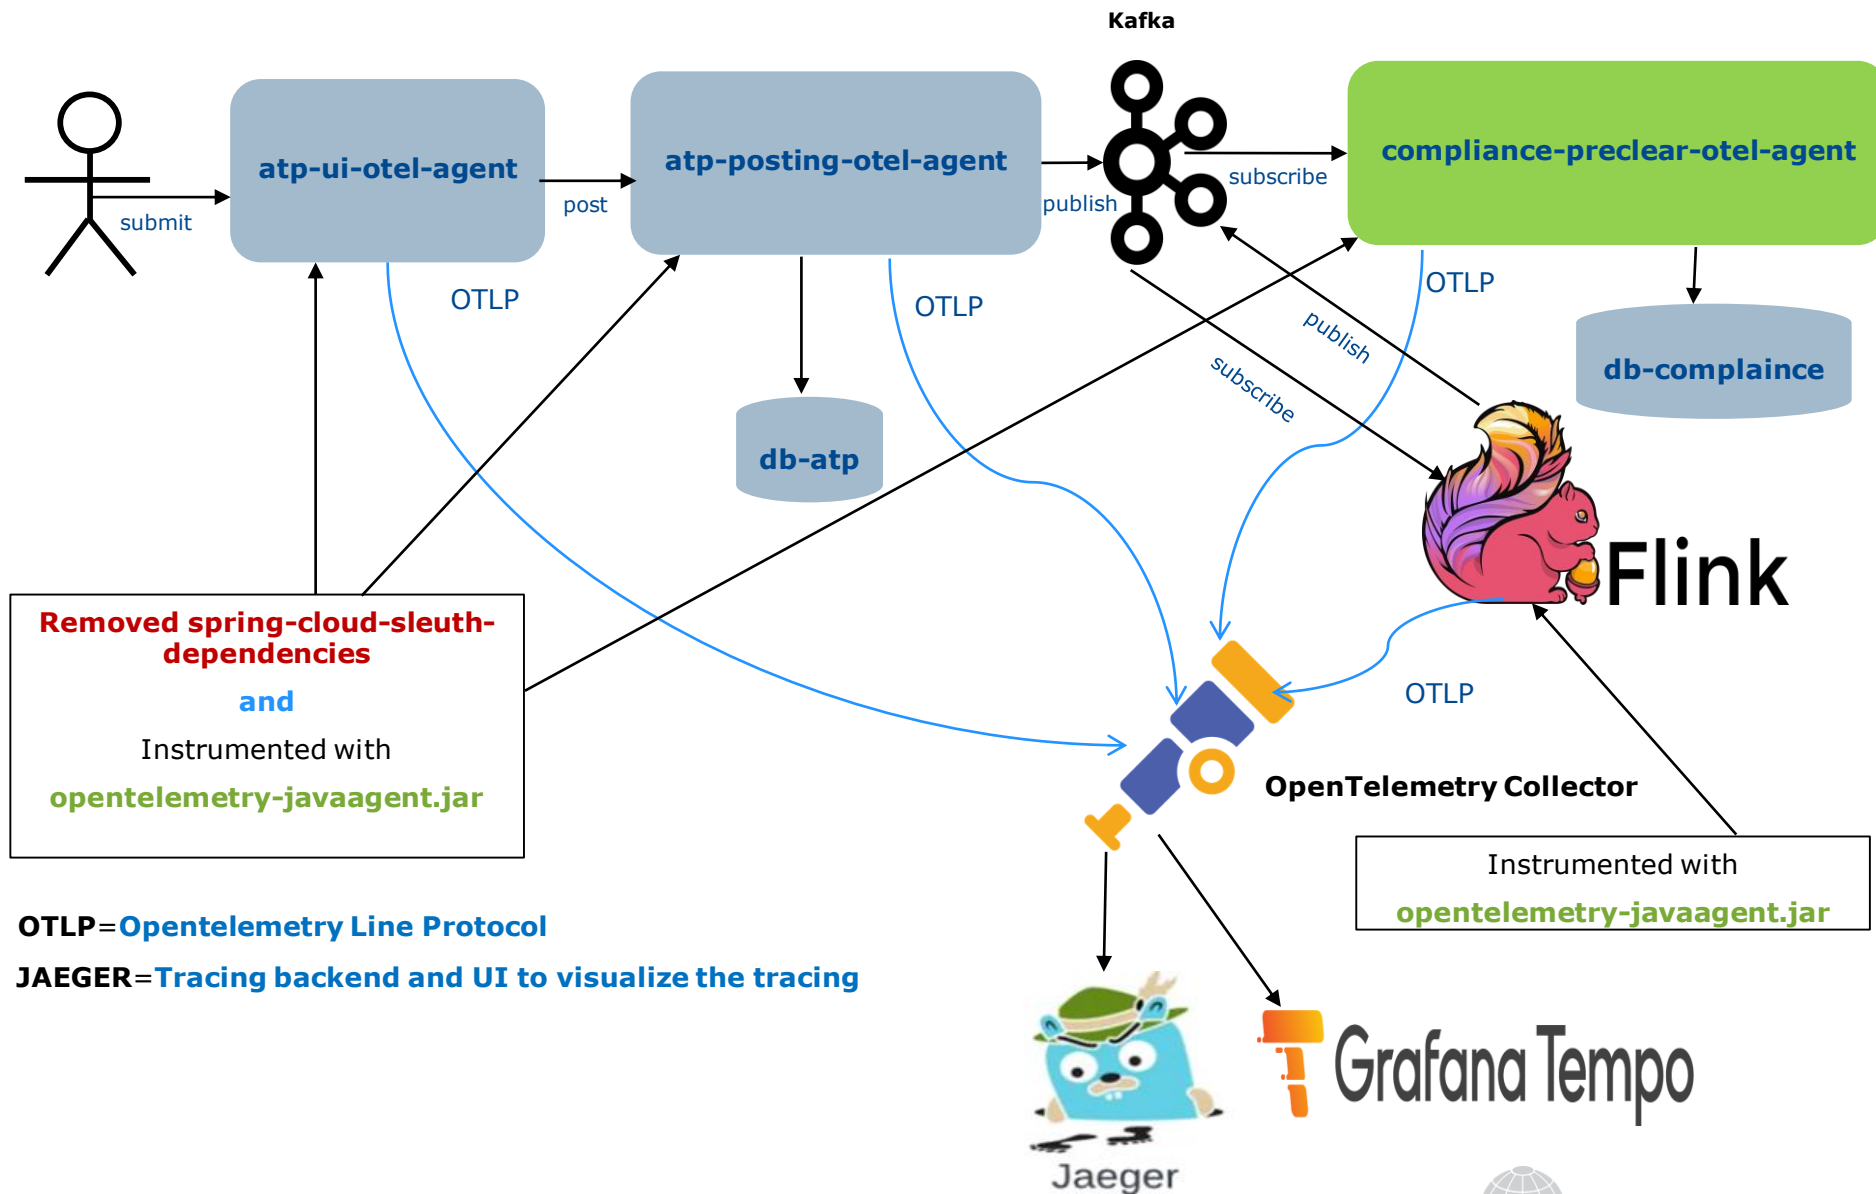 Kafka
atp-ui-otel-agent
atp-posting-otel-agent
compliance-preclear-otel-agent
submit
post
publish
subscribe
OTLP
OTLP
OTLP
publish
subscribe
db-atp
db-complaince
Flink
Removed spring-cloud-sleuth-
dependencies
and
Instrumented with
opentelemetry-javaagent.jar
OTLP
OpenTelemetry Collector
Instrumented with
opentelemetry-javaagent.jar
OTLP=Opentelemetry Line Protocol
JAEGER=Tracing backend and UI to visualize the tracing
Grafana Tempo
Jaeger